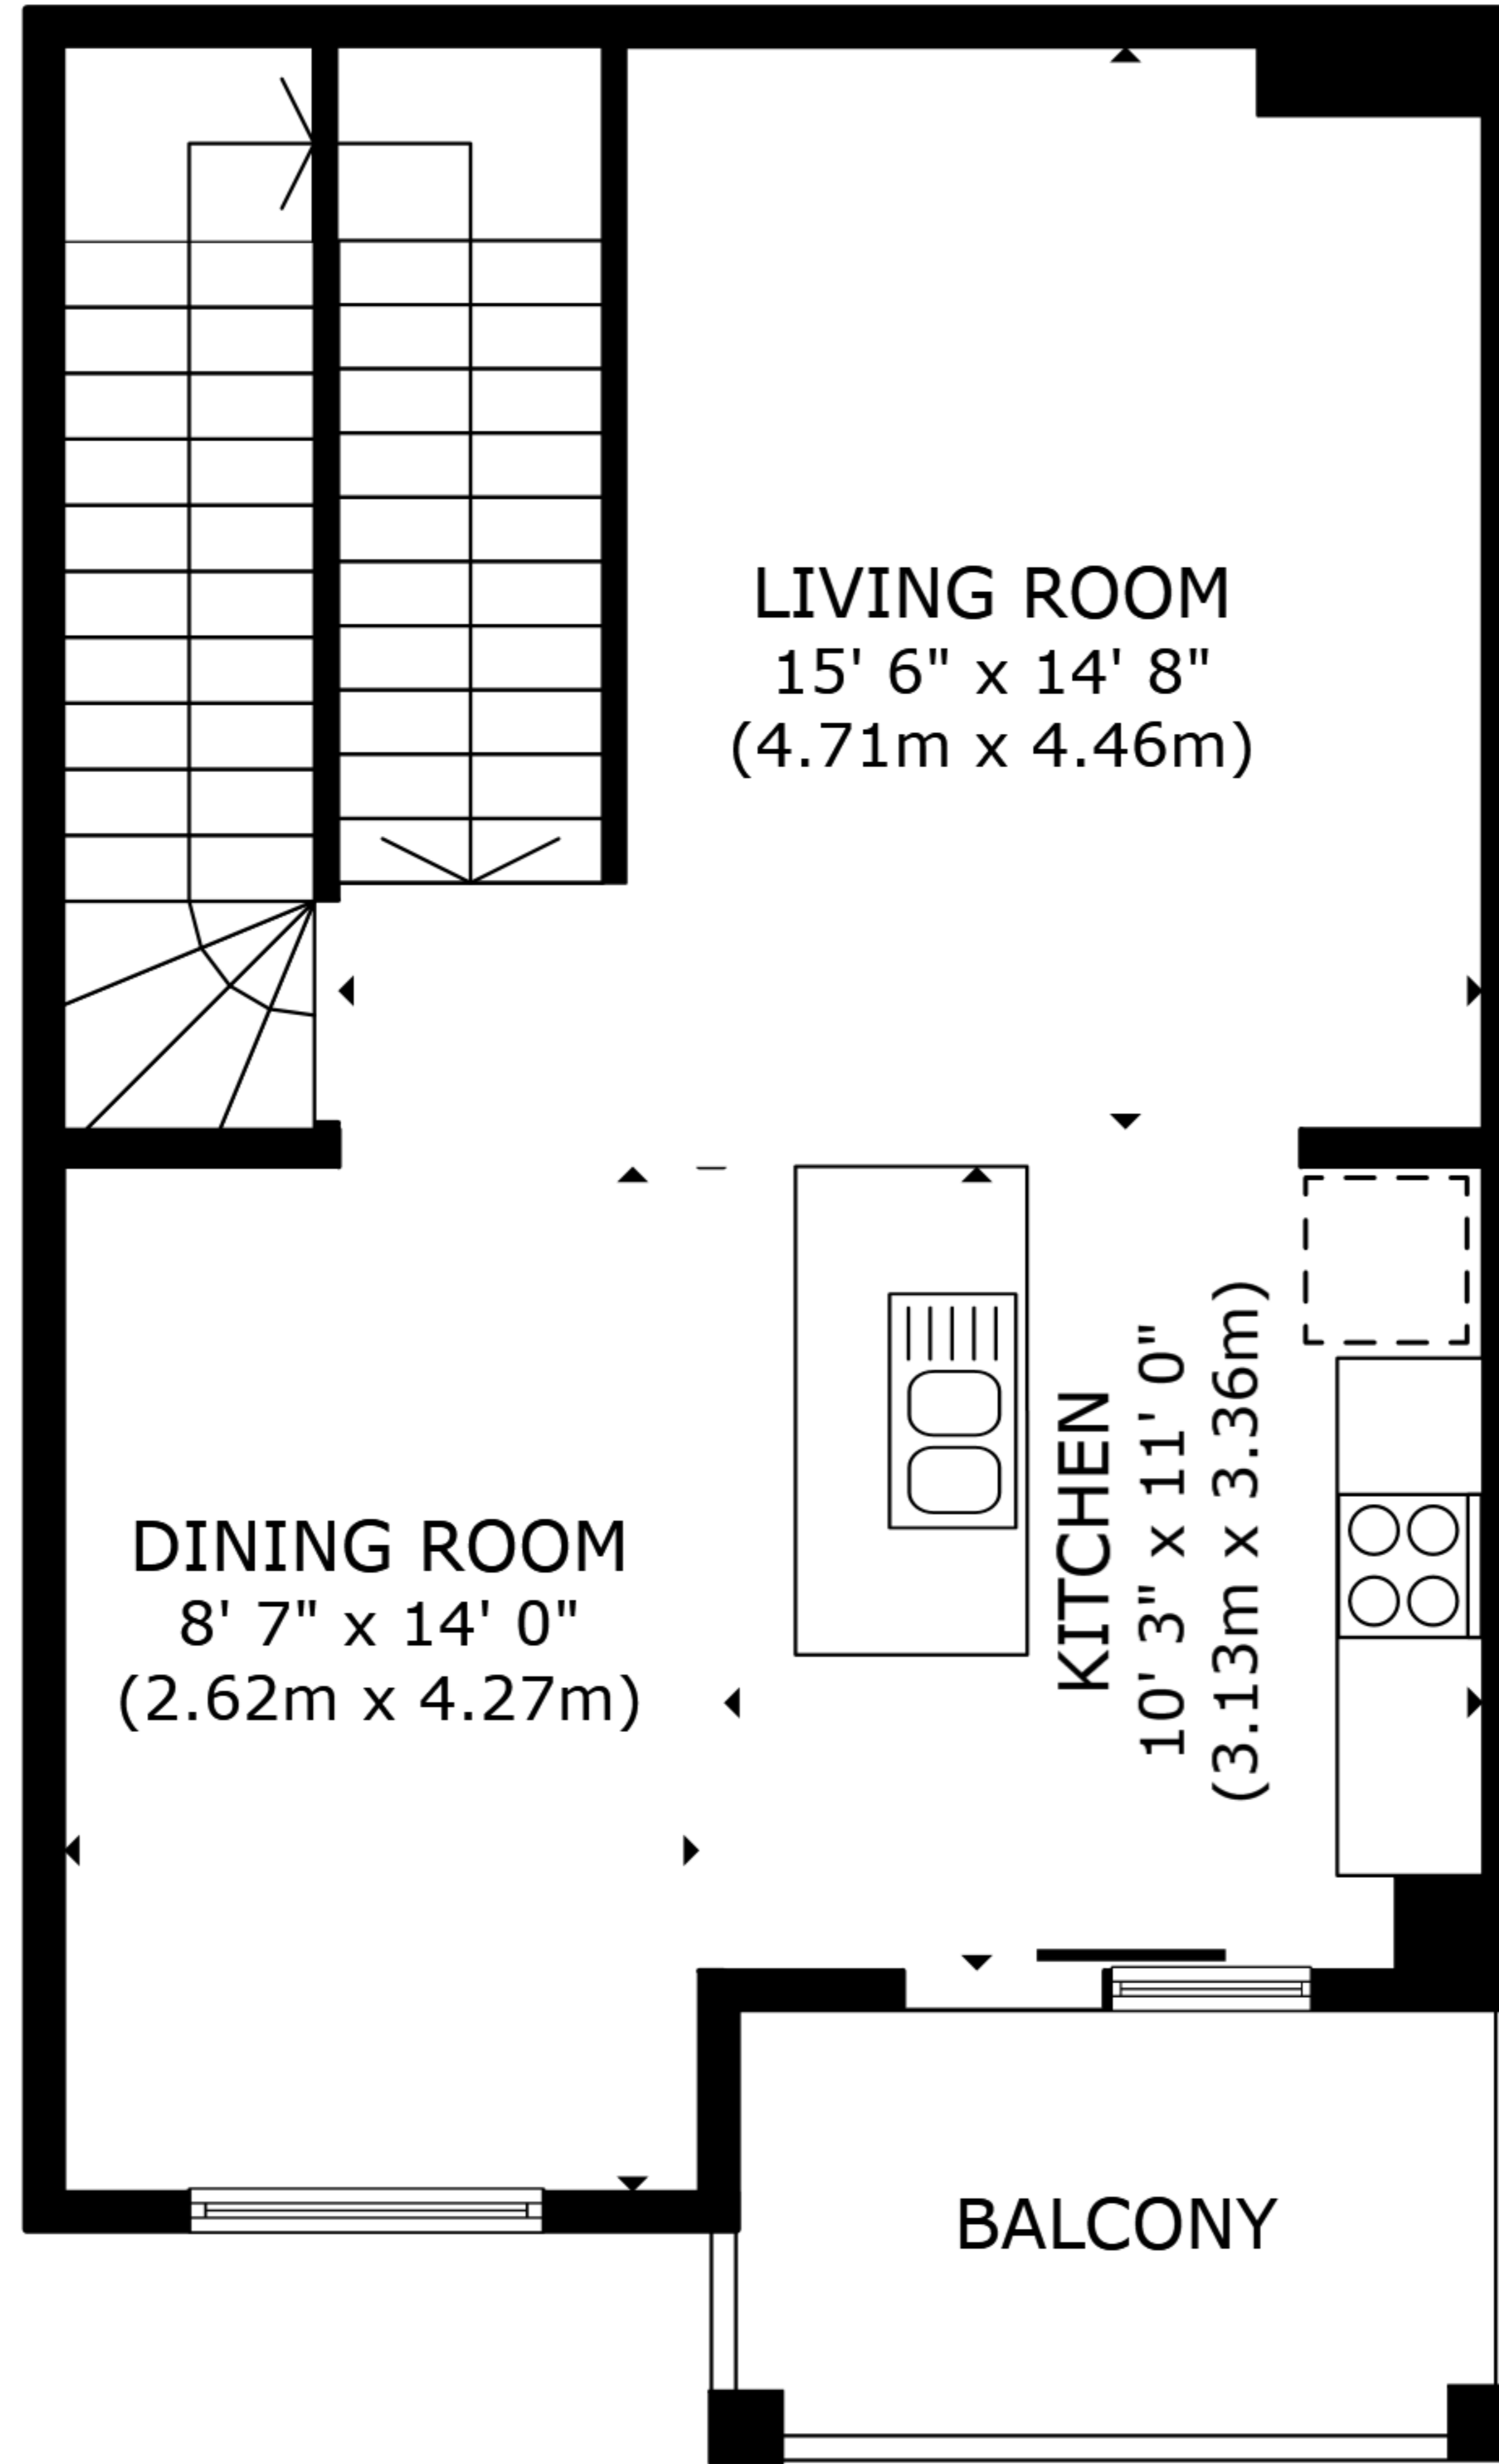 LIVING ROOM
15' 6" x 14' 8"
(4.71m x 4.46m)
KITCHEN
10' 3" x 11' 0"
(3.13m x 3.36m)
DINING ROOM
8' 7" x 14' 0"
(2.62m x 4.27m)
BALCONY